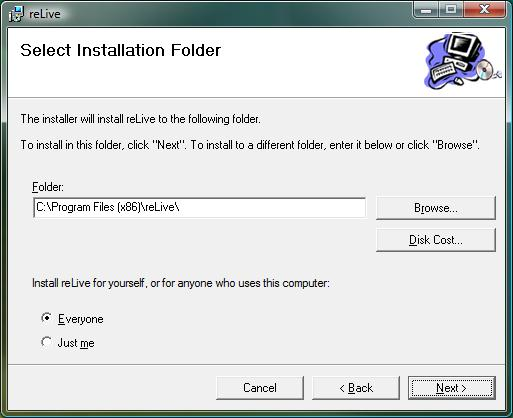 reLive
Select Installation Folder
The installer will install reLive to the following folder.
To install in this folder, click "Next". To install to a different folder, enter it below or click "Browse".
Folder:
C:\Program Files (x86)\reLive\
Browse...
Disk Cost...
Install reLive for yourself, or for anyone who uses this computer:
Everyone
Just me
Cancel
< Back
Next >